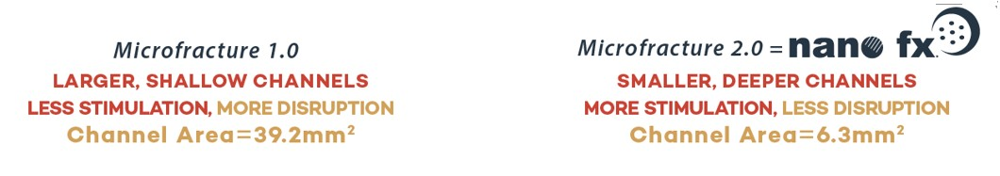 Microfracture 1.0
LARGER, SHALLOW CHANNELS
LESS STIMULATION, MORE DISRUPTION
Channel Area=39.2mm²
Microfracture 2.0 = nano fx
SMALLER, DEEPER CHANNELS
MORE STIMULATION, LESS DISRUPTION
Channel Area=6.3mm²